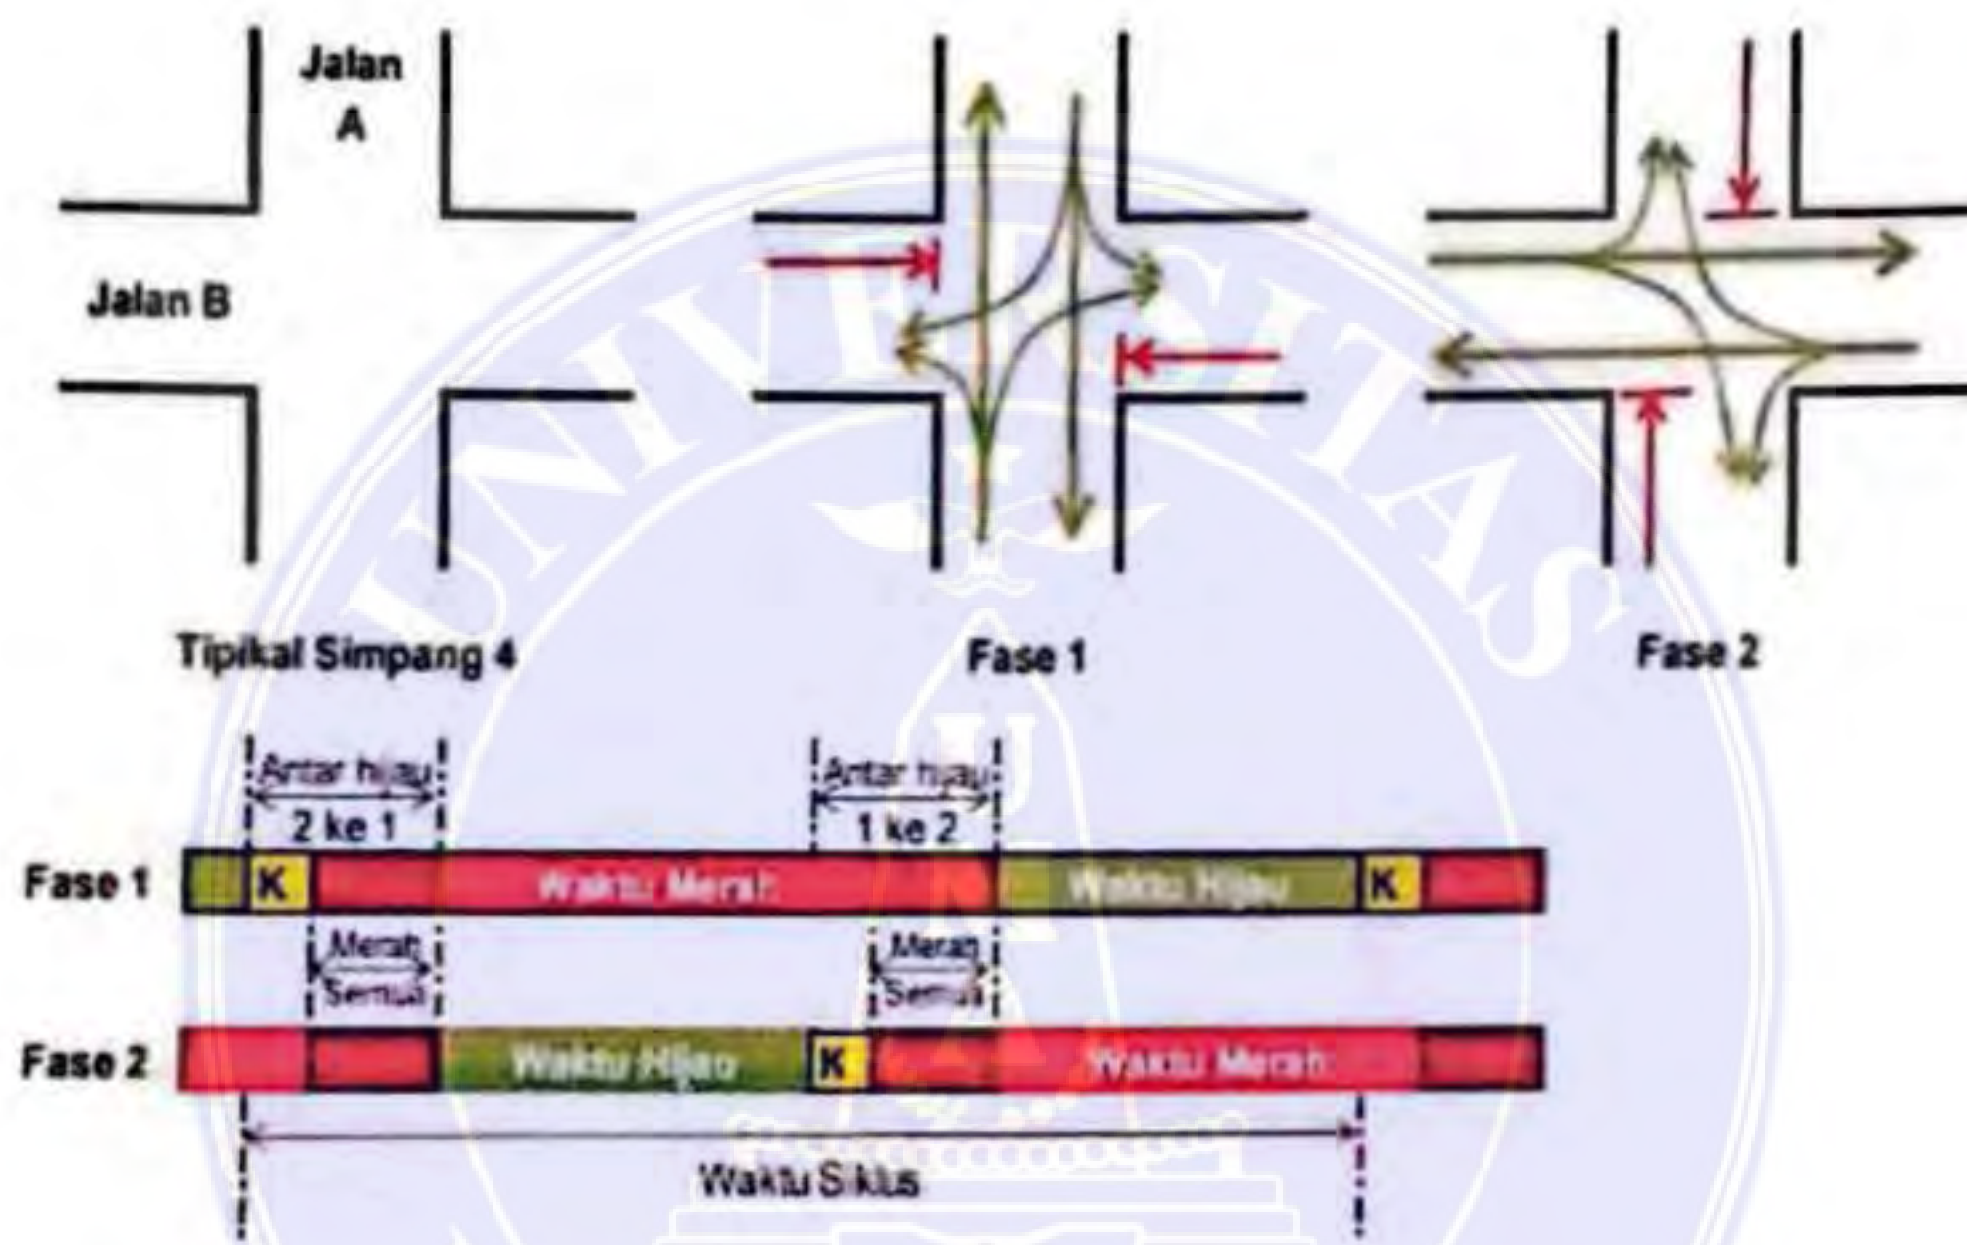 Jalan
A
Jalan B
UNIVERSITAS
Tipikal Simpang 4
Fase 1
Fase 2
Antar hijau
2 ke 1
Antar hijau
1 ke 2
Fase 1
K
Waktu Merah
Waktu Hijau
K
Merah
Semua
Merah
Semua
Fase 2
Waktu Hijau
K
Waktu Merah
Waktu Siklus